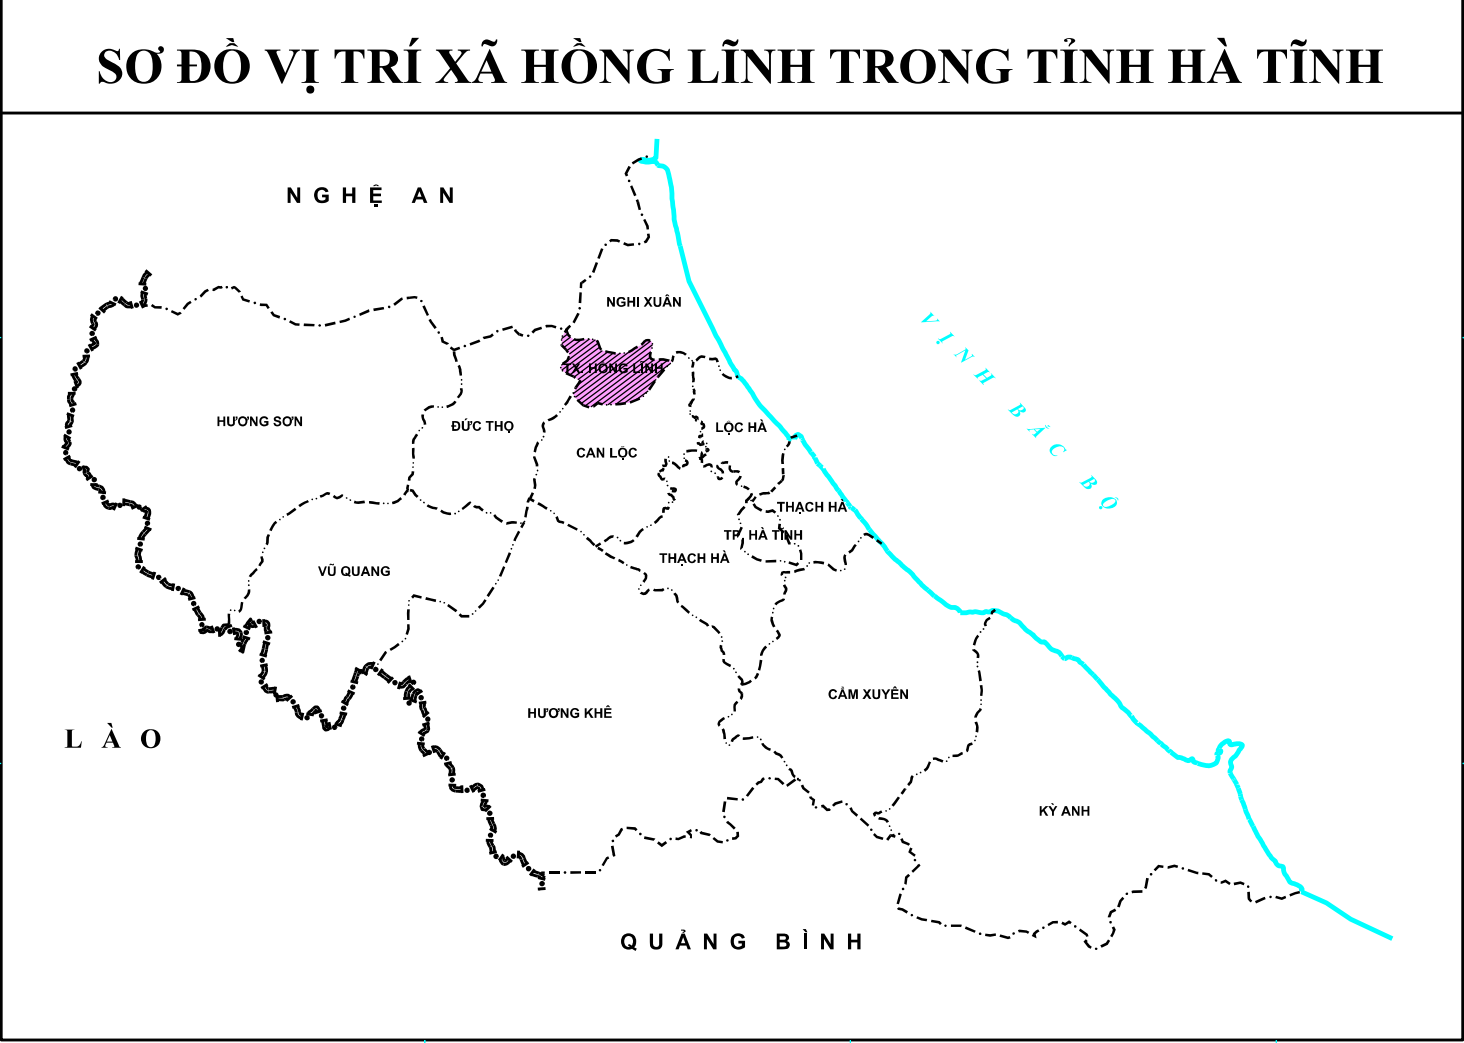 SƠ ĐỒ VỊ TRÍ XÃ HỒNG LĨNH TRONG TỈNH HÀ TĨNH
NGHỆ AN
NGHI XUÂN
VỊNH BẮC BỘ
TX. HỒNG LĨNH
HƯƠNG SƠN
ĐỨC THỌ
LỘC HÀ
CAN LỘC
THẠCH HÀ
TP. HÀ TĨNH
THẠCH HÀ
VŨ QUANG
CẨM XUYÊN
HƯƠNG KHÊ
LÀO
KỲ ANH
QUẢNG BÌNH